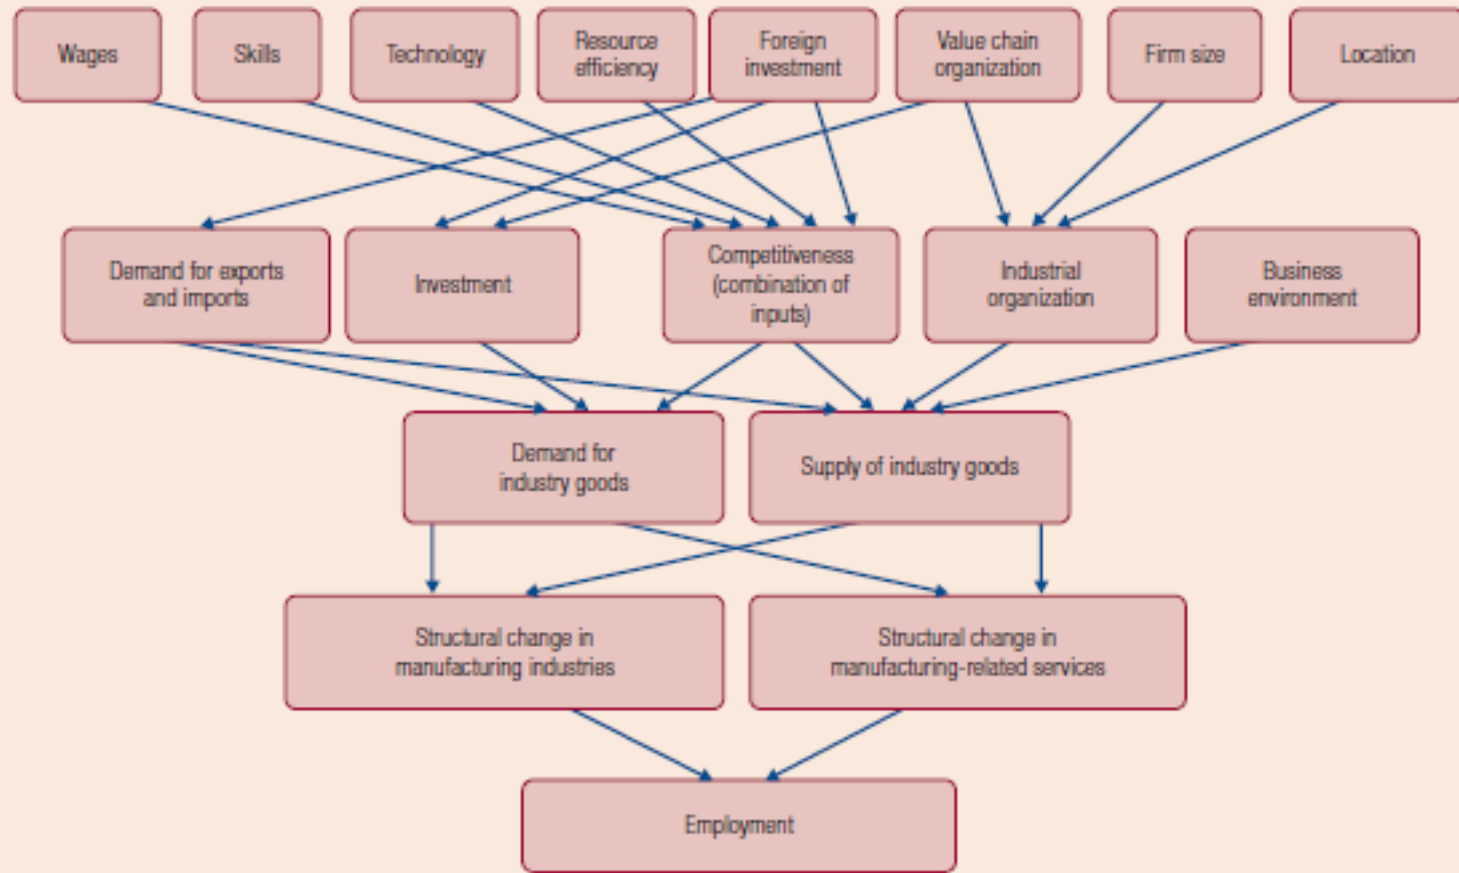 Wages
Skills
Technology
Resource
efficiency
Foreign
investment
Value chain
organization
Firm size
Location
Demand for exports
and imports
Investment
Competitiveness
(combination of
inputs)
Industrial
organization
Business
environment
Demand for
industry goods
Supply of industry goods
Structural change in
manufacturing industries
Structural change in
manufacturing-related services
Employment